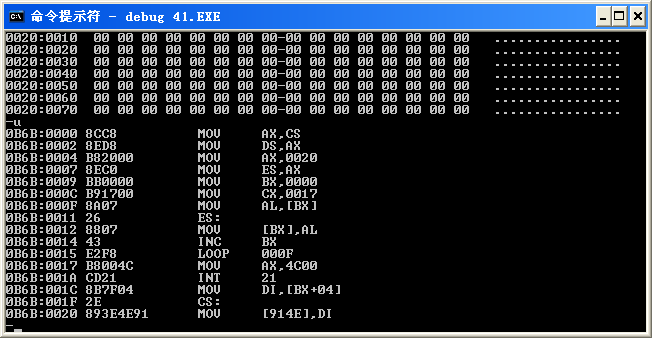 命令提示符 - debug 41.EXE
0020:0010  00 00 00 00 00 00 00 00-00 00 00 00 00 00 00 00   ................
0020:0020  00 00 00 00 00 00 00 00-00 00 00 00 00 00 00 00   ................
0020:0030  00 00 00 00 00 00 00 00-00 00 00 00 00 00 00 00   ................
0020:0040  00 00 00 00 00 00 00 00-00 00 00 00 00 00 00 00   ................
0020:0050  00 00 00 00 00 00 00 00-00 00 00 00 00 00 00 00   ................
0020:0060  00 00 00 00 00 00 00 00-00 00 00 00 00 00 00 00   ................
0020:0070  00 00 00 00 00 00 00 00-00 00 00 00 00 00 00 00   ................
-u
0B6B:0000 8CC8          MOV     AX,CS
0B6B:0002 8ED8          MOV     DS,AX
0B6B:0004 B82000        MOV     AX,0020
0B6B:0007 8EC0          MOV     ES,AX
0B6B:0009 BB0000        MOV     BX,0000
0B6B:000C B91700        MOV     CX,0017
0B6B:000F 8A07          MOV     AL,[BX]
0B6B:0011 26            ES:
0B6B:0012 8807          MOV     [BX],AL
0B6B:0014 43            INC     BX
0B6B:0015 E2F8          LOOP    000F
0B6B:0017 B8004C        MOV     AX,4C00
0B6B:001A CD21          INT     21
0B6B:001C 8B7F04        MOV     DI,[BX+04]
0B6B:001F 2E            CS:
0B6B:0020 893E4E91      MOV     [914E],DI
-